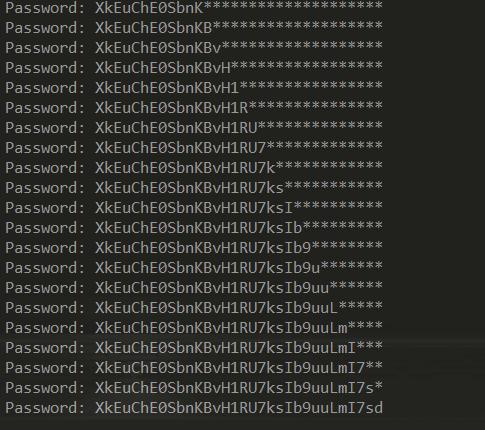 Password: XkEuChE0SbnK********************
Password: XkEuChE0SbnKB*******************
Password: XkEuChE0SbnKBv******************
Password: XkEuChE0SbnKBvH*****************
Password: XkEuChE0SbnKBvH1****************
Password: XkEuChE0SbnKBvH1R***************
Password: XkEuChE0SbnKBvH1RU**************
Password: XkEuChE0SbnKBvH1RU7*************
Password: XkEuChE0SbnKBvH1RU7k************
Password: XkEuChE0SbnKBvH1RU7ks***********
Password: XkEuChE0SbnKBvH1RU7ksI**********
Password: XkEuChE0SbnKBvH1RU7ksIb*********
Password: XkEuChE0SbnKBvH1RU7ksIb9********
Password: XkEuChE0SbnKBvH1RU7ksIb9u*******
Password: XkEuChE0SbnKBvH1RU7ksIb9uu******
Password: XkEuChE0SbnKBvH1RU7ksIb9uuL*****
Password: XkEuChE0SbnKBvH1RU7ksIb9uuLm****
Password: XkEuChE0SbnKBvH1RU7ksIb9uuLmI***
Password: XkEuChE0SbnKBvH1RU7ksIb9uuLmI7**
Password: XkEuChE0SbnKBvH1RU7ksIb9uuLmI7s*
Password: XkEuChE0SbnKBvH1RU7ksIb9uuLmI7sd